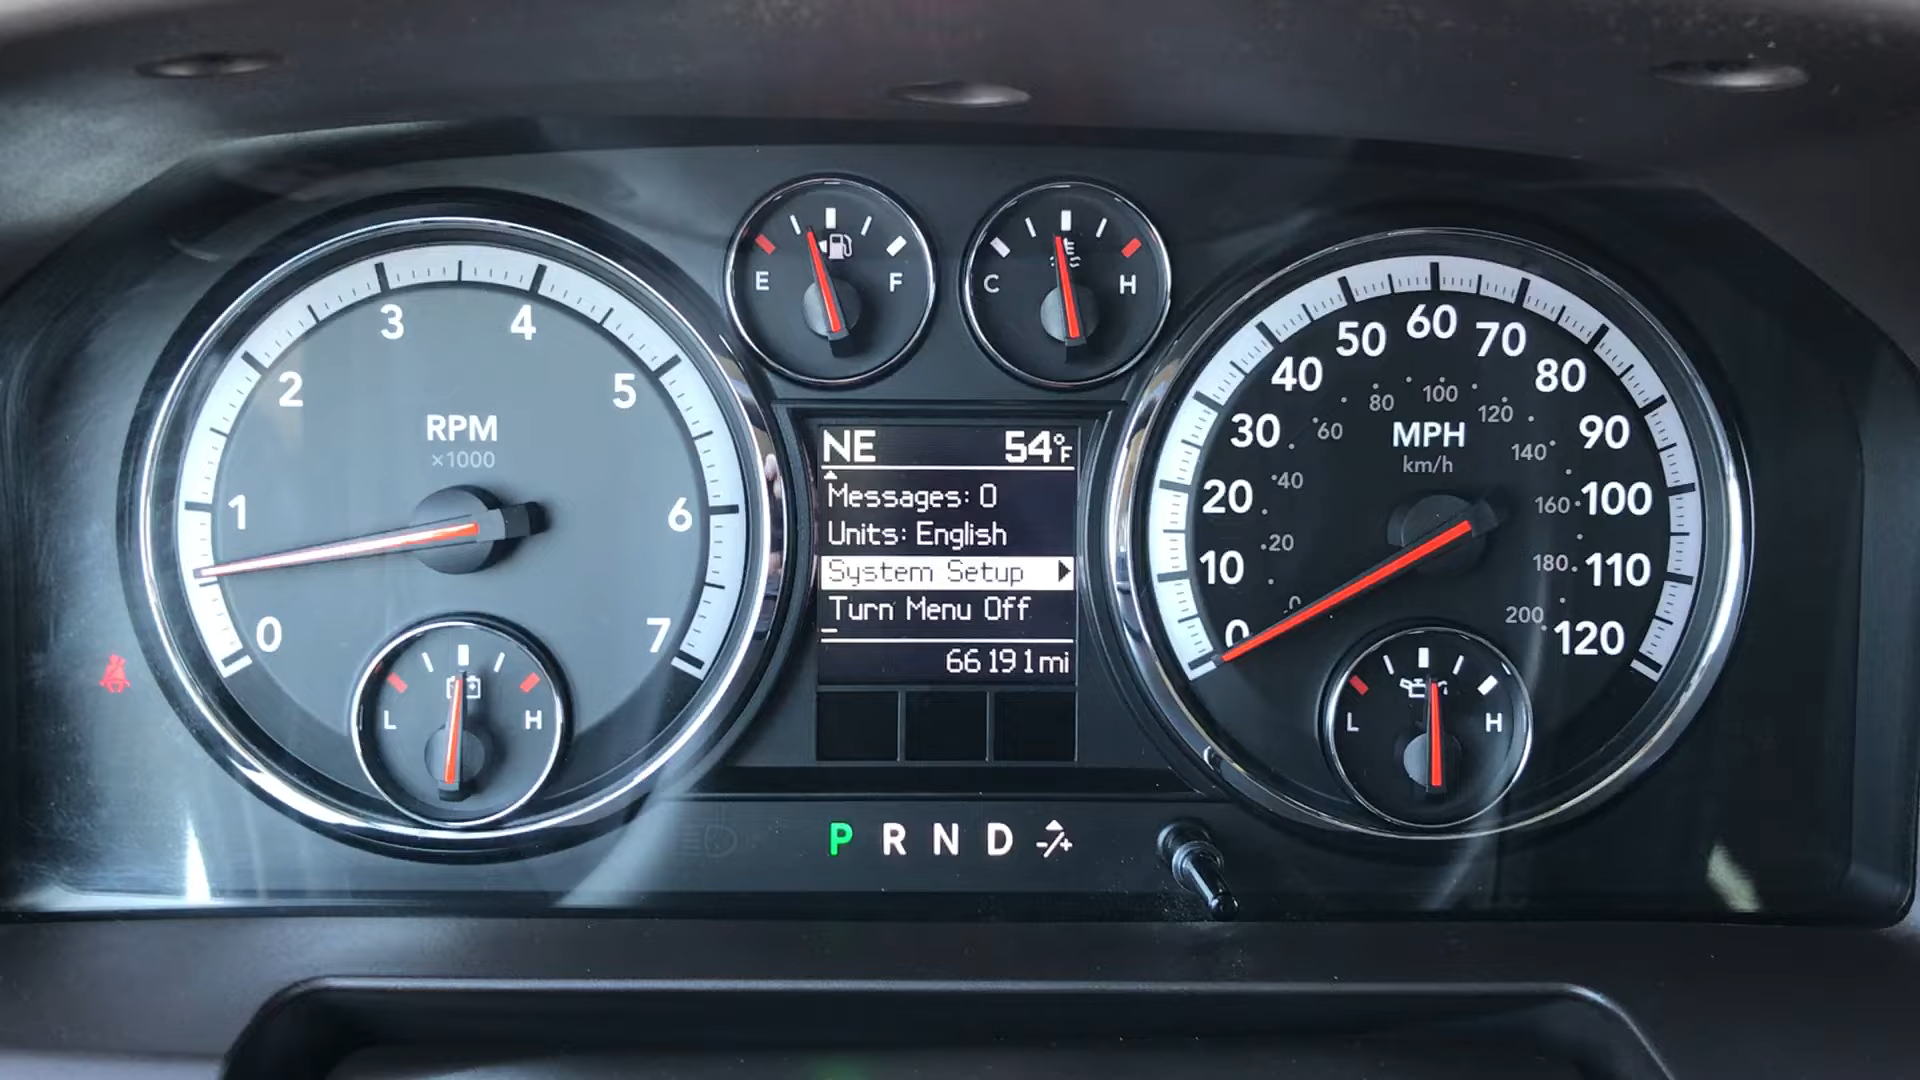 E F
C H
0 1 2 3 4 5 6 7
RPM
×1000
L H
NE 54°F
Messages: 0
Units: English
System Setup
Turn Menu Off
66191mi
0 10 20 30 40 50 60 70 80 90 100 110 120
MPH
km/h
0 20 40 60 80 100 120 140 160 180 200
L H
P R N D -/+